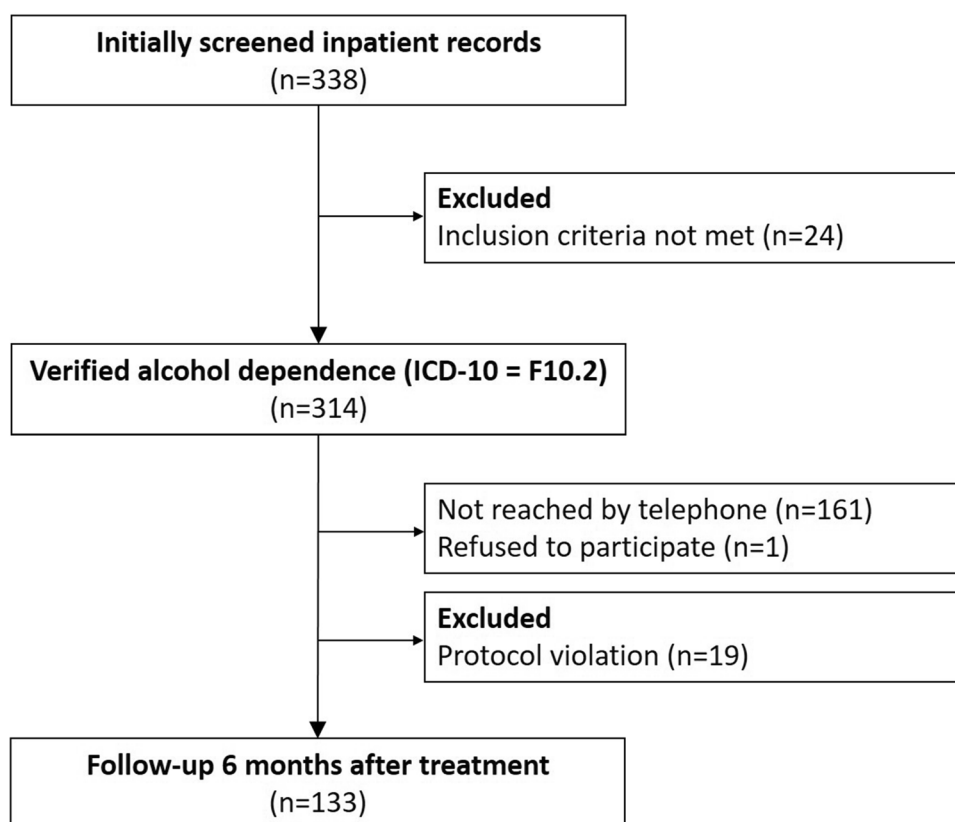 Initially screened inpatient records
(n=338)
Excluded
Inclusion criteria not met (n=24)
Verified alcohol dependence (ICD-10 = F10.2)
(n=314)
Not reached by telephone (n=161)
Refused to participate (n=1)
Excluded
Protocol violation (n=19)
Follow-up 6 months after treatment
(n=133)